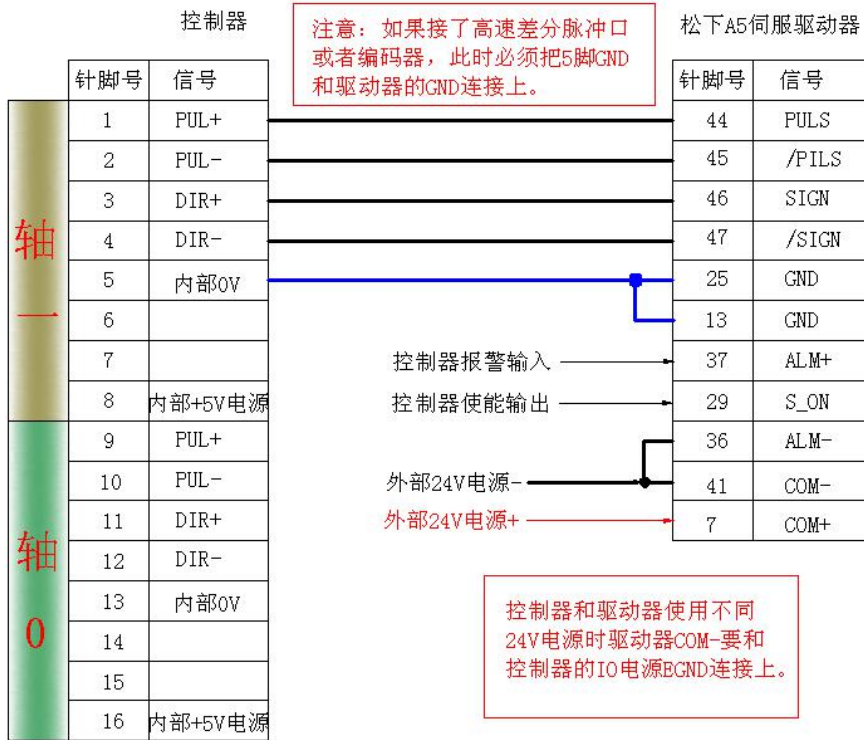 控制器
注意：如果接了高速差分脉冲口
或者编码器，此时必须把5脚GND
和驱动器的GND连接上。
松下A5伺服驱动器
针脚号 信号
针脚号 信号
1 PUL+
44 PULS
2 PUL-
45 /PILS
3 DIR+
46 SIGN
4 DIR-
47 /SIGN
5 内部0V
25 GND
6
13 GND
7
控制器报警输入
37 ALM+
8 内部+5V电源
控制器使能输出
29 S_ON
轴一
9 PUL+
36 ALM-
10 PUL-
外部24V电源-
41 COM-
11 DIR+
外部24V电源+
7 COM+
12 DIR-
13 内部0V
14
15
16 内部+5V电源
轴0
控制器和驱动器使用不同
24V电源时驱动器COM-要和
控制器的IO电源EGND连接上。